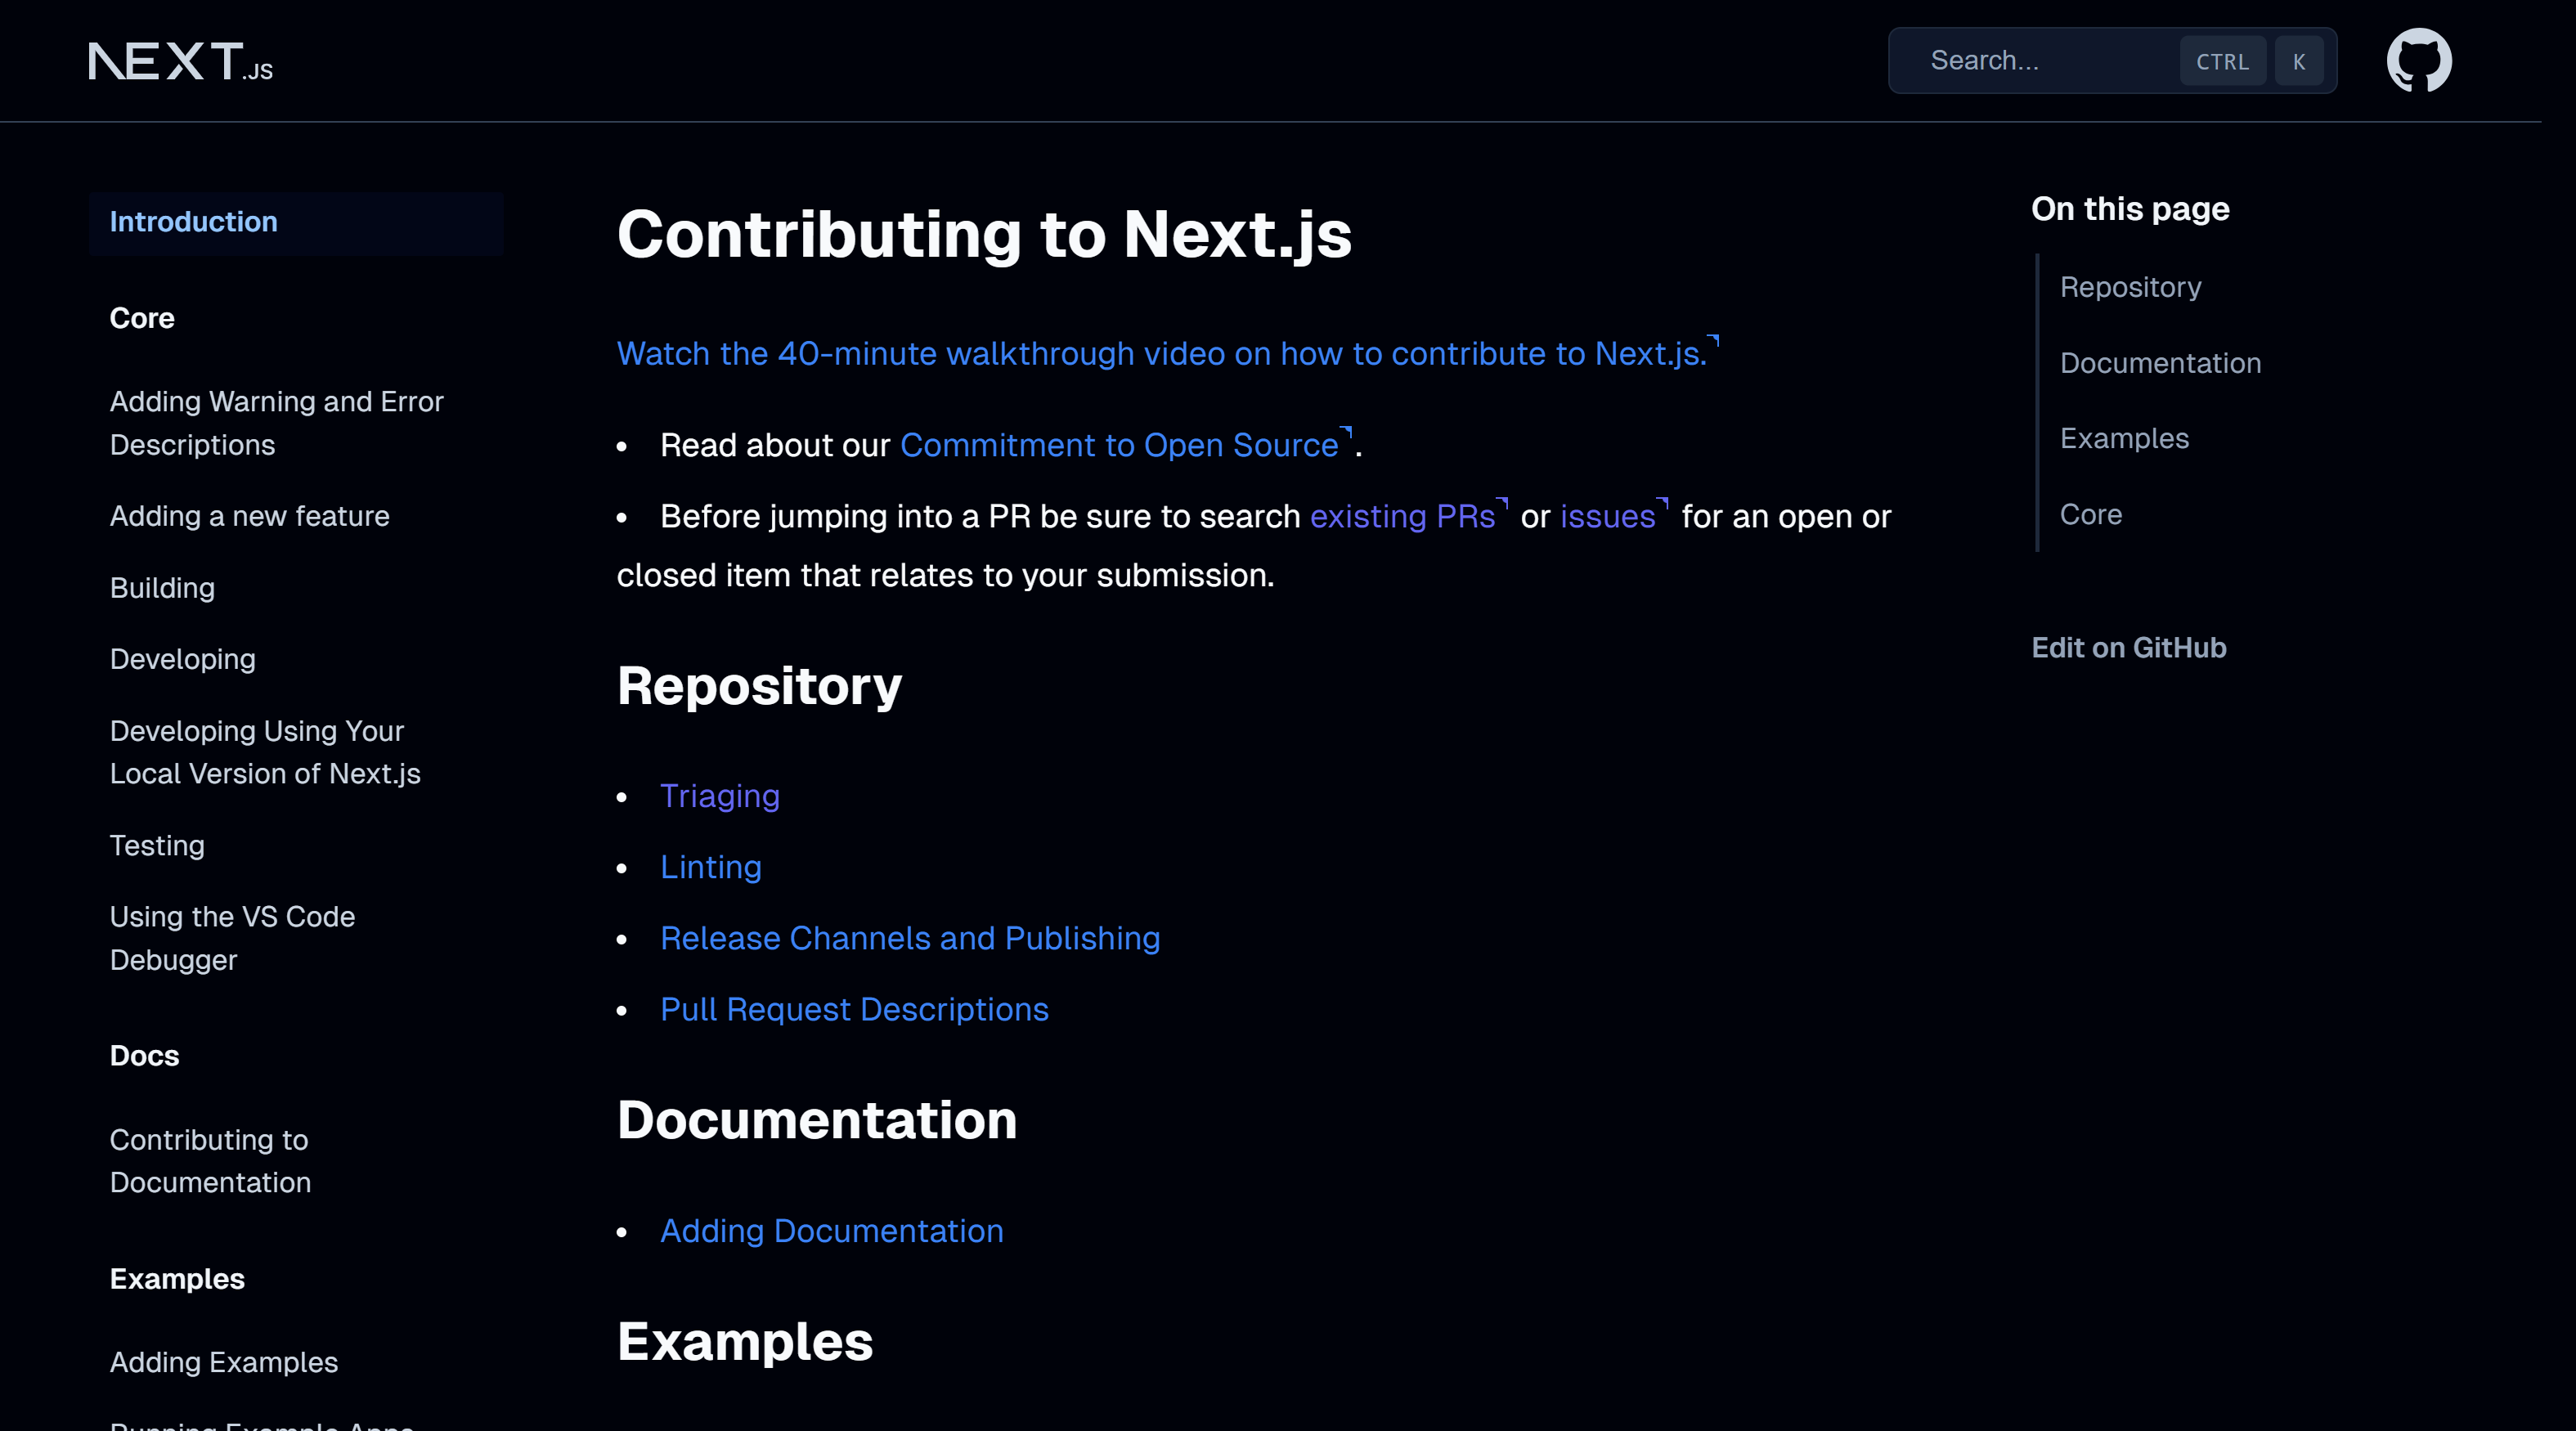 NEXT.JS
Search...
CTRL
K
Introduction
Core
Adding Warning and Error
Descriptions
Adding a new feature
Building
Developing
Developing Using Your
Local Version of Next.js
Testing
Using the VS Code
Debugger
Docs
Contributing to
Documentation
Examples
Adding Examples
Running Example Apps
Contributing to Next.js
Watch the 40-minute walkthrough video on how to contribute to Next.js.
• Read about our Commitment to Open Source.
• Before jumping into a PR be sure to search existing PRs or issues for an open or
closed item that relates to your submission.
Repository
• Triaging
• Linting
• Release Channels and Publishing
• Pull Request Descriptions
Documentation
• Adding Documentation
Examples
On this page
Repository
Documentation
Examples
Core
Edit on GitHub